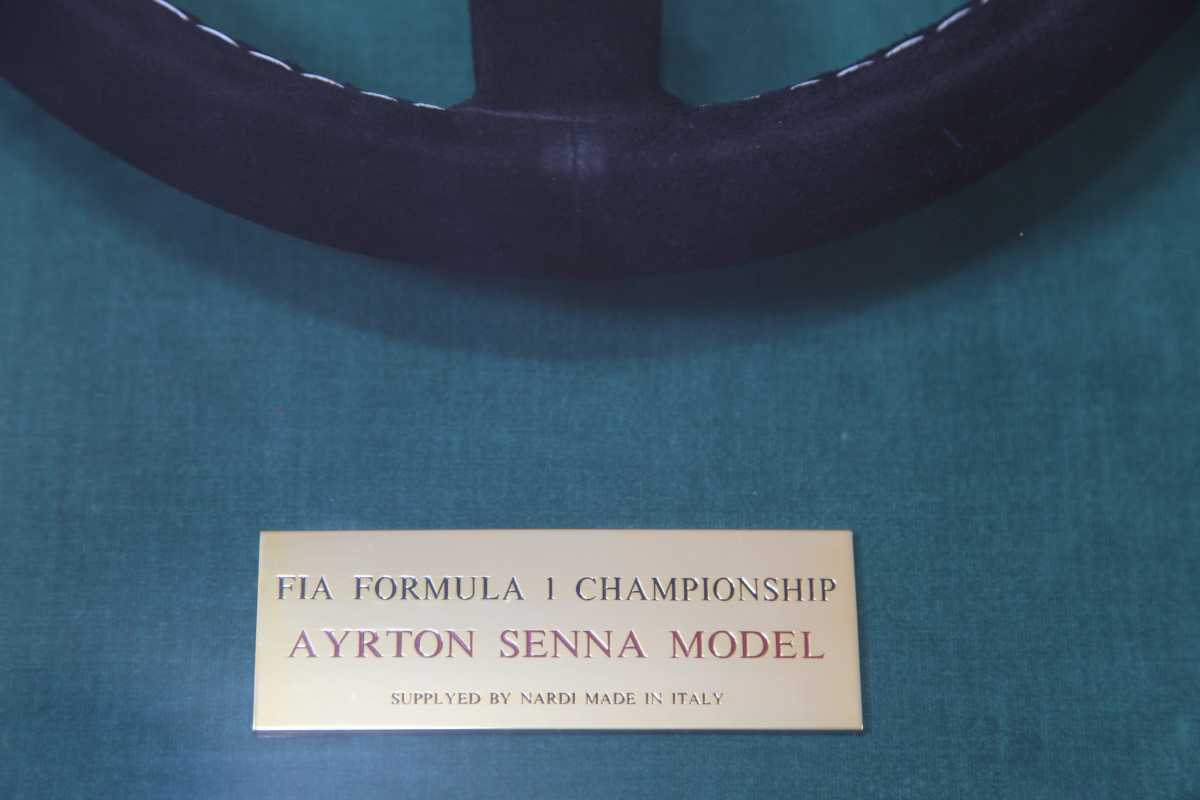 FIA FORMULA 1 CHAMPIONSHIP
AYRTON SENNA MODEL
SUPPLYED BY NARDI MADE IN ITALY